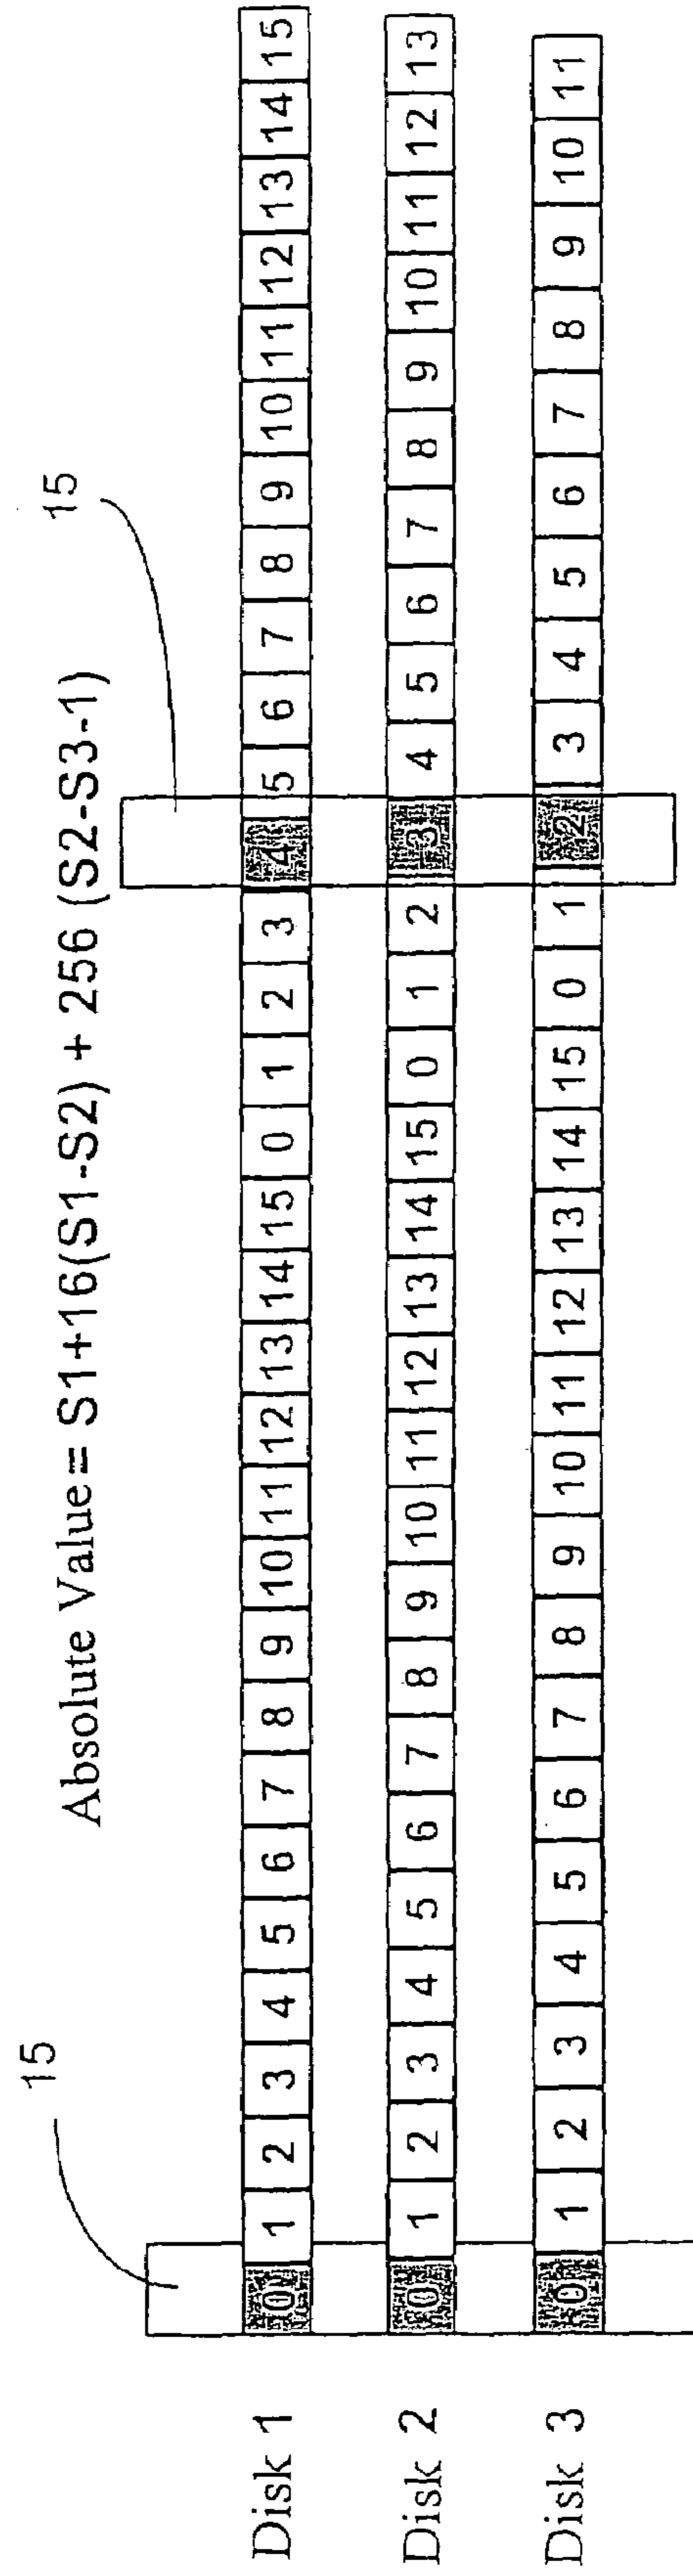 15
15
Absolute Value= S1+16(S1-S2) + 256 (S2-S3-1)
Disk 1 0 1 2 3 4 5 6 7 8 9 10 11 12 13 14 15 0 1 2 3 4 5 6 7 8 9 10 11 12 13 14 15
Disk 2 0 1 2 3 4 5 6 7 8 9 10 11 12 13 14 15 0 1 2 3 4 5 6 7 8 9 10 11 12 13
Disk 3 0 1 2 3 4 5 6 7 8 9 10 11 12 13 14 15 0 1 2 3 4 5 6 7 8 9 10 11